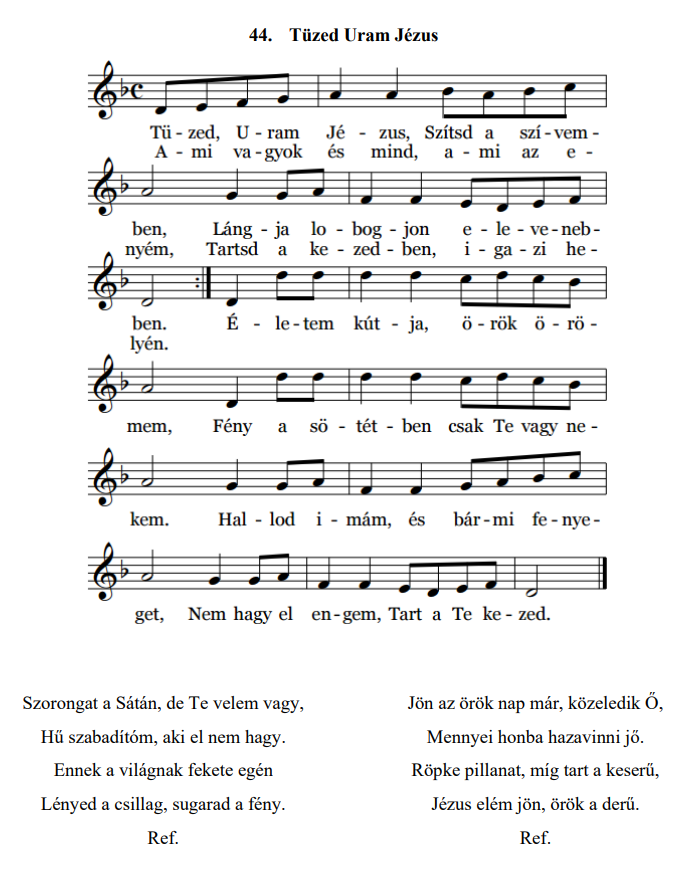 44. Tüzed Uram Jézus
Tü - zed, U - ram Jé - zus, Szítsd a szí - vem -
A - mi va - gyok és mind, a - mi az e -
ben, Láng - ja lo - bog - jon e - le - ve - neb -
nyém, Tartsd a ke - zed - ben, i - ga - zi he -
ben. É - le - tem kút - ja, ö - rök ö - rö -
lyén.
mem, Fény a sö - tét - ben csak Te vagy ne -
kem. Hal - lod i - mám, és bár - mi fe - nye -
get, Nem hagy el en - gem, Tart a Te ke - zed.
Szorongat a Sátán, de Te velem vagy,
Hű szabadítóm, aki el nem hagy.
Ennek a világnak fekete egén
Lényed a csillag, sugarad a fény.
Ref.
Jön az örök nap már, közeledik Ő,
Mennyei honba hazavinni jő.
Röpke pillanat, míg tart a keserű,
Jézus elém jön, örök a derű.
Ref.